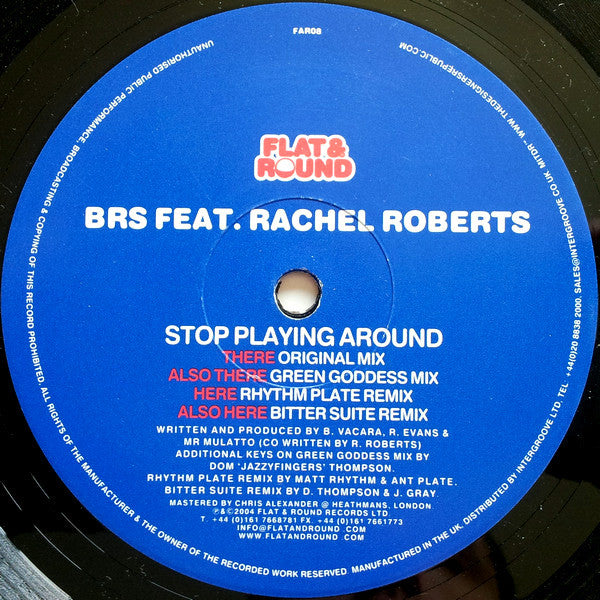 FAR08
FLAT &
ROUND
BRS FEAT. RACHEL ROBERTS
STOP PLAYING AROUND
THERE ORIGINAL MIX
ALSO THERE GREEN GODDESS MIX
HERE RHYTHM PLATE REMIX
ALSO HERE BITTER SUITE REMIX
WRITTEN AND PRODUCED BY B. VACARA, R. EVANS &
MR MULATTO (CO WRITTEN BY R. ROBERTS)
ADDITIONAL KEYS ON GREEN GODDESS MIX BY
DOM 'JAZZYFINGERS' THOMPSON.
RHYTHM PLATE REMIX BY MATT RHYTHM & ANT PLATE.
BITTER SUITE REMIX BY D. THOMPSON & J. GRAY.
MASTERED BY CHRIS ALEXANDER @ HEATHMANS, LONDON.
℗&©2004 FLAT & ROUND RECORDS LTD.
T. +44 (0)161 7668781 FX. +44 (0)161 7661773
INFO@FLATANDROUND.COM
WWW.FLATANDROUND.COM
UNAUTHORISED PUBLIC PERFORMANCE, BROADCASTING & COPYING OF THIS RECORD PROHIBITED. ALL RIGHTS OF THE MANUFACTURER & THE OWNER OF THE RECORDED WORK RESERVED. MANUFACTURED IN THE UK. DISTRIBUTED BY INTERGROOVE LTD, TEL +44(0)20 8838 2000, SALES@INTERGROOVE.CO.UK MITDR™ WWW.THEDESIGNERSREPUBLIC.COM